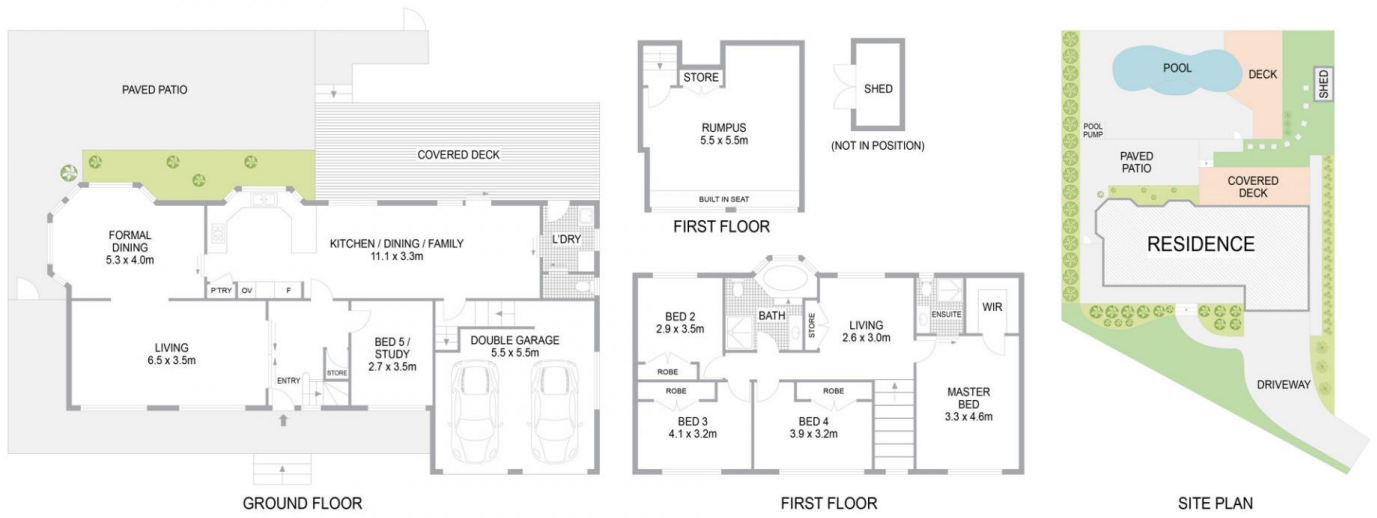 PAVED PATIO
COVERED DECK
FORMAL
DINING
5.3 x 4.0m
KITCHEN / DINING / FAMILY
11.1 x 3.3m
L'DRY
P'TRY
OV
F
LIVING
6.5 x 3.5m
ENTRY
STORE
BED 5 /
STUDY
2.7 x 3.5m
DOUBLE GARAGE
5.5 x 5.5m
GROUND FLOOR
STORE
RUMPUS
5.5 x 5.5m
BUILT IN SEAT
FIRST FLOOR
SHED
(NOT IN POSITION)
BED 2
2.9 x 3.5m
ROBE
BATH
STORE
LIVING
2.6 x 3.0m
ENSUITE
WIR
ROBE
BED 3
4.1 x 3.2m
ROBE
BED 4
3.9 x 3.2m
MASTER
BED
3.3 x 4.6m
FIRST FLOOR
POOL
DECK
SHED
POOL
PUMP
PAVED
PATIO
COVERED
DECK
RESIDENCE
DRIVEWAY
SITE PLAN